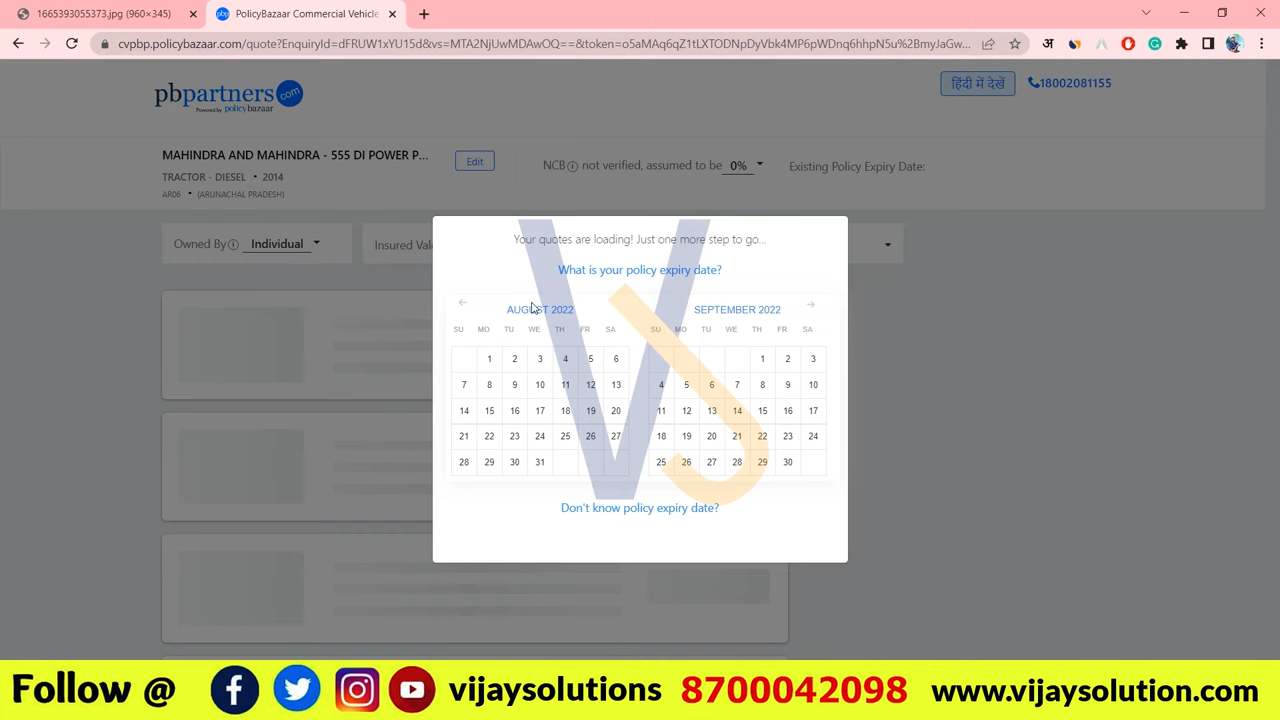 1665393055373.jpg (960×345)
PolicyBazaar Commercial Vehicle
cvpbp.policybazaar.com/quote?EnquiryId=dFRUW1xYU15d&vs=MTA2NjUwMDAwOQ==&token=o5aMAq6qZ1tLXTODNpDyVbk4MP6pWDnq6hhpN5u%2BmyJaGw...
अ
pbpartners.com
Powered by policybazaar
हिंदी में देखें
18002081155
MAHINDRA AND MAHINDRA - 555 DI POWER P...
Edit
NCB not verified, assumed to be 0%
Existing Policy Expiry Date:
TRACTOR - DIESEL • 2014
AR06 • (ARUNACHAL PRADESH)
Owned By Individual
Insured Val
Your quotes are loading! Just one more step to go...
What is your policy expiry date?
AUGUST 2022
SU MO TU WE TH FR SA
1 2 3 4 5 6
7 8 9 10 11 12 13
14 15 16 17 18 19 20
21 22 23 24 25 26 27
28 29 30 31
SEPTEMBER 2022
SU MO TU WE TH FR SA
1 2 3
4 5 6 7 8 9 10
11 12 13 14 15 16 17
18 19 20 21 22 23 24
25 26 27 28 29 30
Don't know policy expiry date?
VJ
Follow @ vijaysolutions 8700042098 www.vijaysolution.com